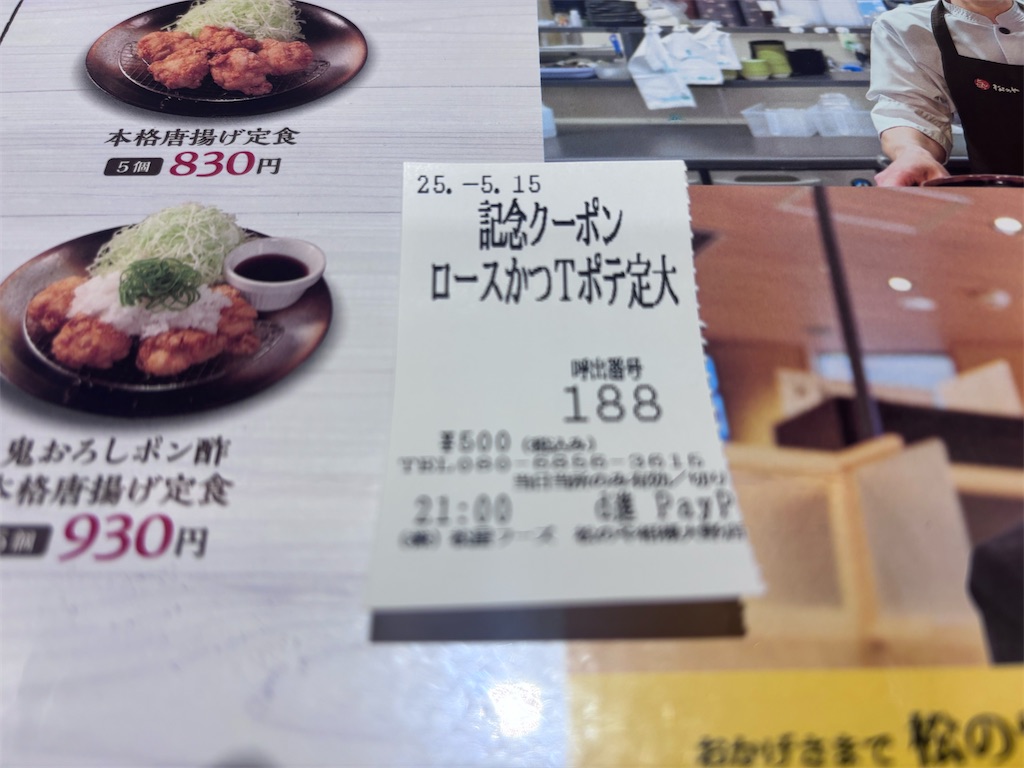 本格唐揚げ定食
5個 830円
鬼おろしポン酢
本格唐揚げ定食
930円
25.-5.15
記念クーポン
ロースかつTポテ定大
呼出番号
188
¥500 (税込み)
21:00
PayP
おかげさまで 松の